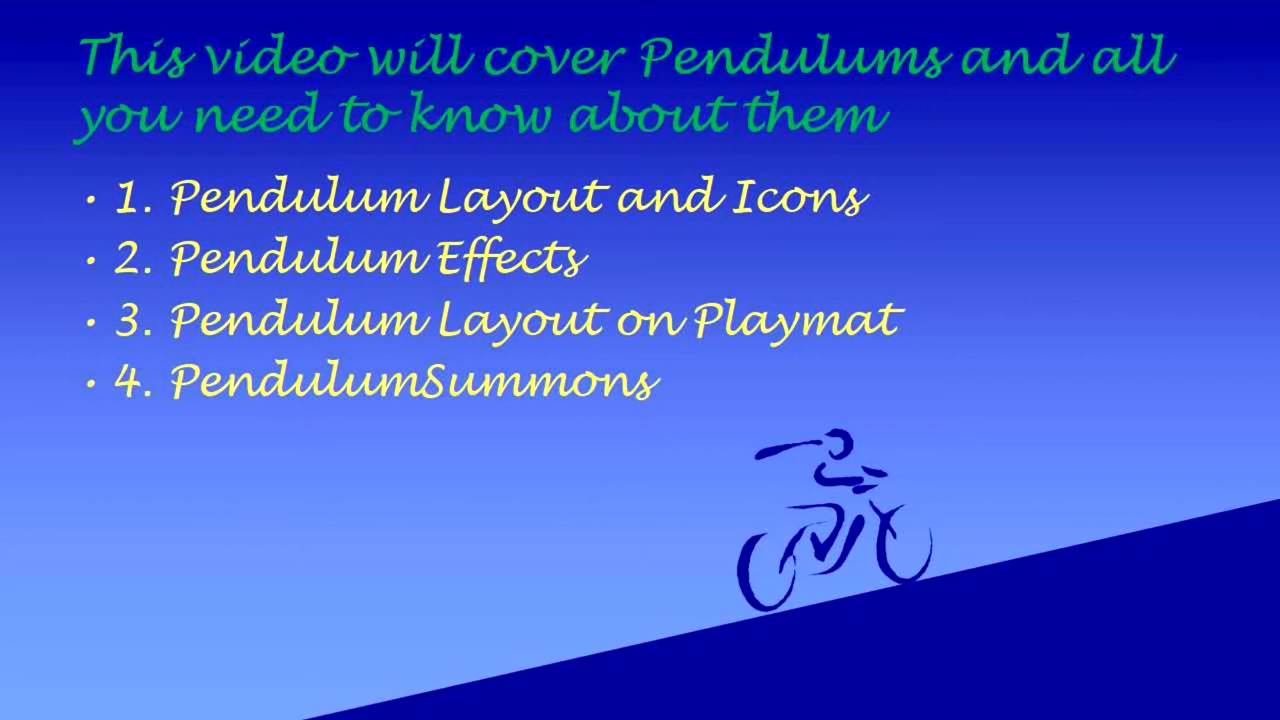 This video will cover Pendulums and all
you need to know about them
• 1. Pendulum Layout and Icons
• 2. Pendulum Effects
• 3. Pendulum Layout on Playmat
• 4. PendulumSummons